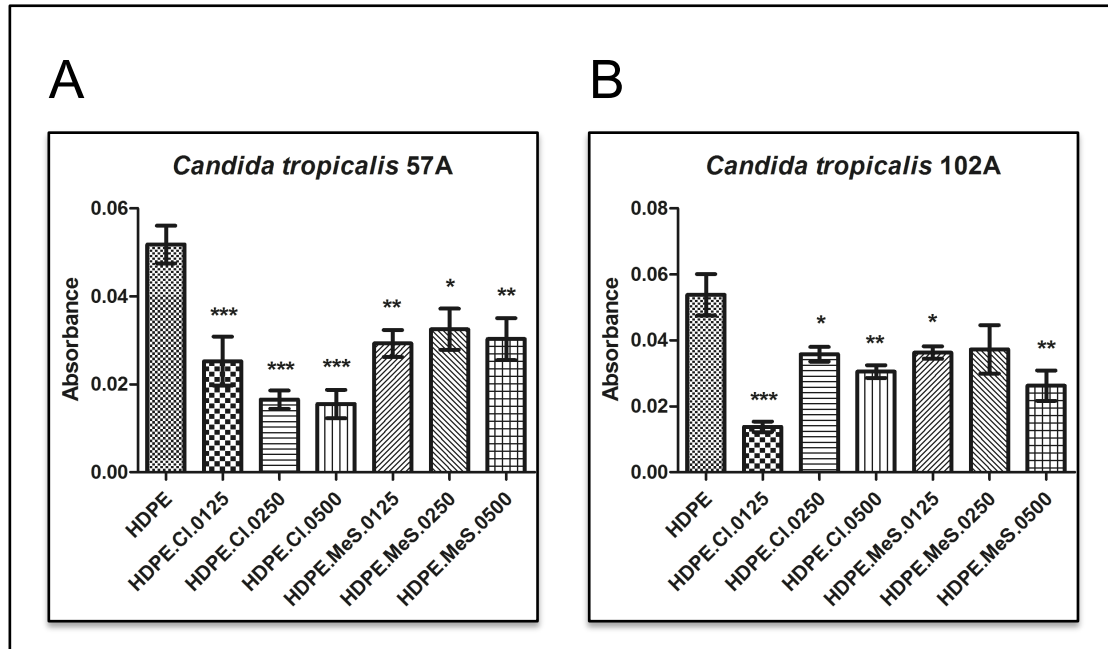 A
Candida tropicalis 57A
Absorbance
0.06
0.04
0.02
0.00
***
***
***
**
*
**
HDPE
HDPE.Cl.0125
HDPE.Cl.0250
HDPE.Cl.0500
HDPE.MeS.0125
HDPE.MeS.0250
HDPE.MeS.0500
B
Candida tropicalis 102A
Absorbance
0.08
0.06
0.04
0.02
0.00
***
*
**
*
**
HDPE
HDPE.Cl.0125
HDPE.Cl.0250
HDPE.Cl.0500
HDPE.MeS.0125
HDPE.MeS.0250
HDPE.MeS.0500